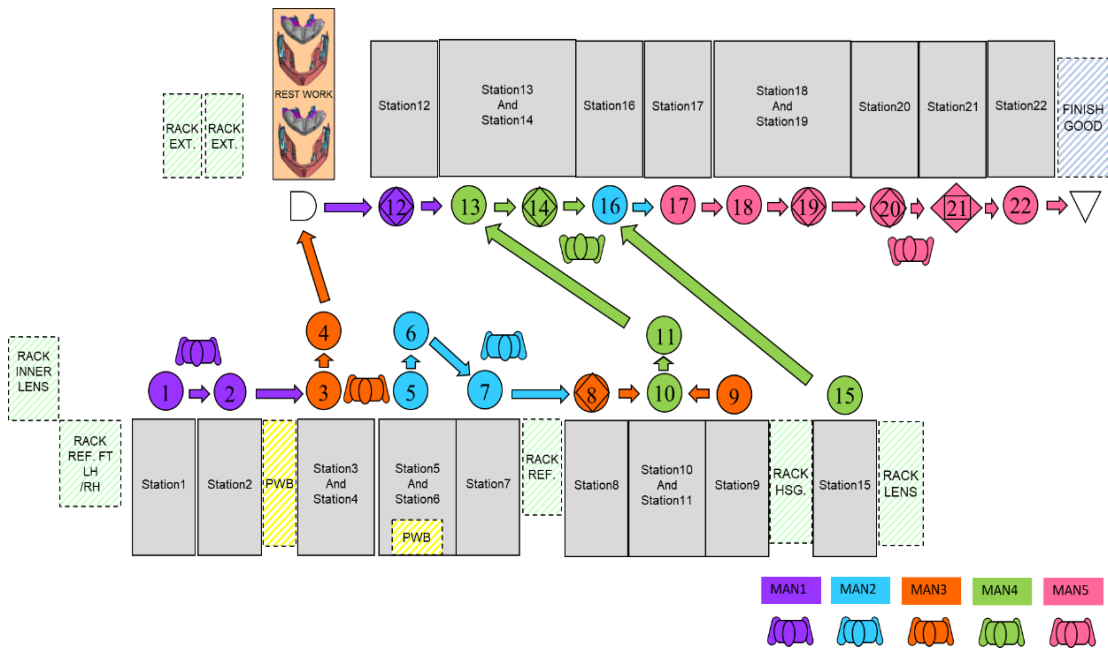 REST WORK
RACK
EXT.
RACK
EXT.
Station12
Station13
And
Station14
Station16
Station17
Station18
And
Station19
Station20
Station21
Station22
FINISH
GOOD
12
13
14
16
17
18
19
20
21
22
4
6
11
RACK
INNER
LENS
1
2
3
5
7
8
10
9
15
RACK
REF. FT
LH
/RH
Station1
Station2
PWB
Station3
And
Station4
Station5
And
Station6
PWB
Station7
RACK
REF.
Station8
Station10
And
Station11
Station9
RACK
HSG.
Station15
RACK
LENS
MAN1
MAN2
MAN3
MAN4
MAN5